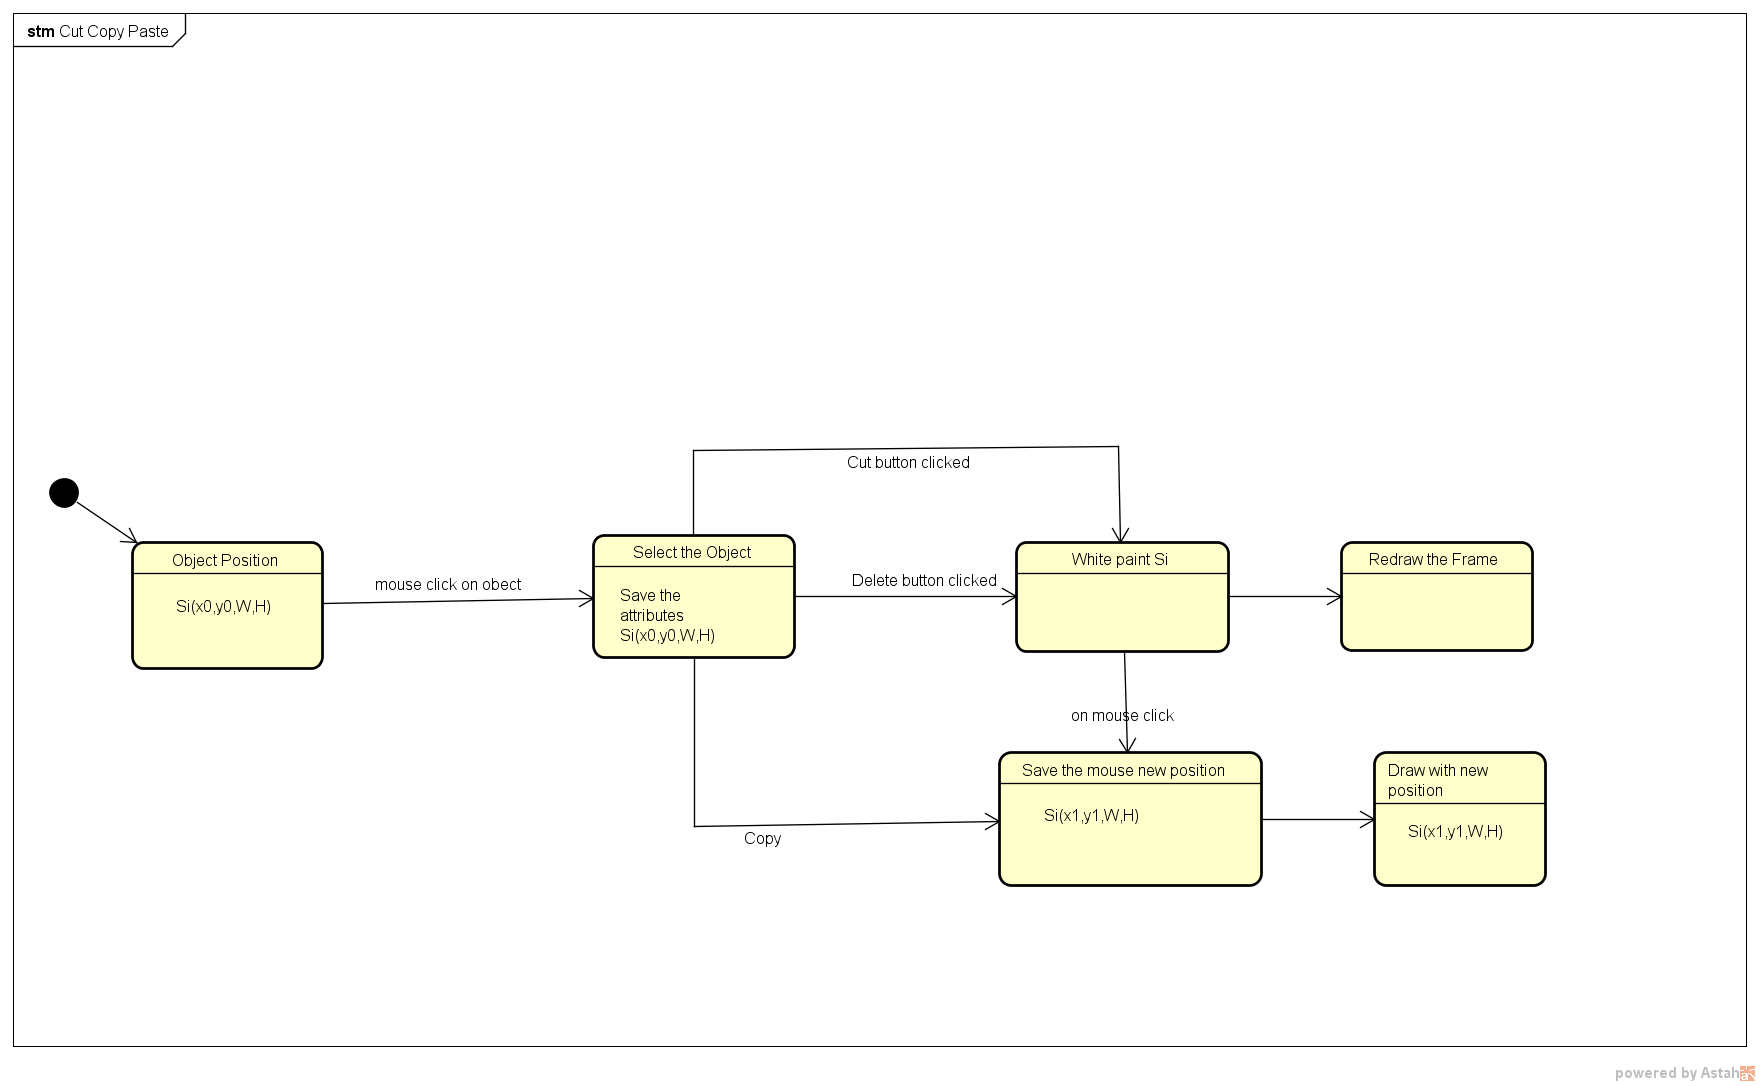 stm Cut Copy Paste
Cut button clicked
Object Position
Si(x0,y0,W,H)
mouse click on obect
Select the Object
Save the
attributes
Si(x0,y0,W,H)
Delete button clicked
White paint Si
Redraw the Frame
on mouse click
Copy
Save the mouse new position
Si(x1,y1,W,H)
Draw with new
position
Si(x1,y1,W,H)
powered by Astah